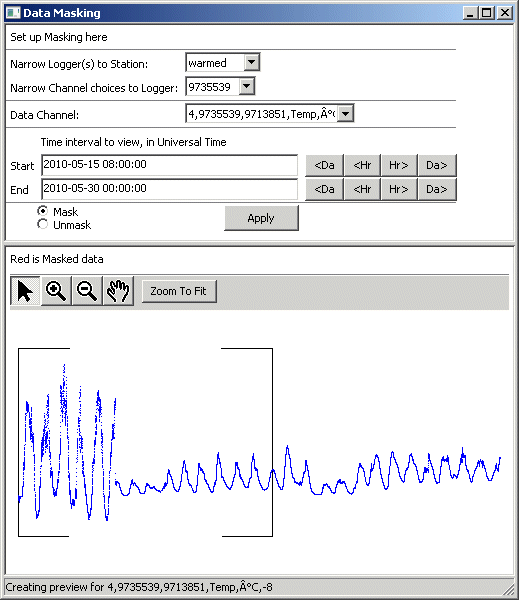 Data Masking
Set up Masking here
Narrow Logger(s) to Station: warmed
Narrow Channel choices to Logger: 9735539
Data Channel: 4,9735539,9713851,Temp,Â°C
Time interval to view, in Universal Time
Start 2010-05-15 08:00:00 <Da <Hr Hr> Da>
End 2010-05-30 00:00:00 <Da <Hr Hr> Da>
Mask
Unmask
Apply
Red is Masked data
Zoom To Fit
Creating preview for 4,9735539,9713851,Temp,Â°C,-8